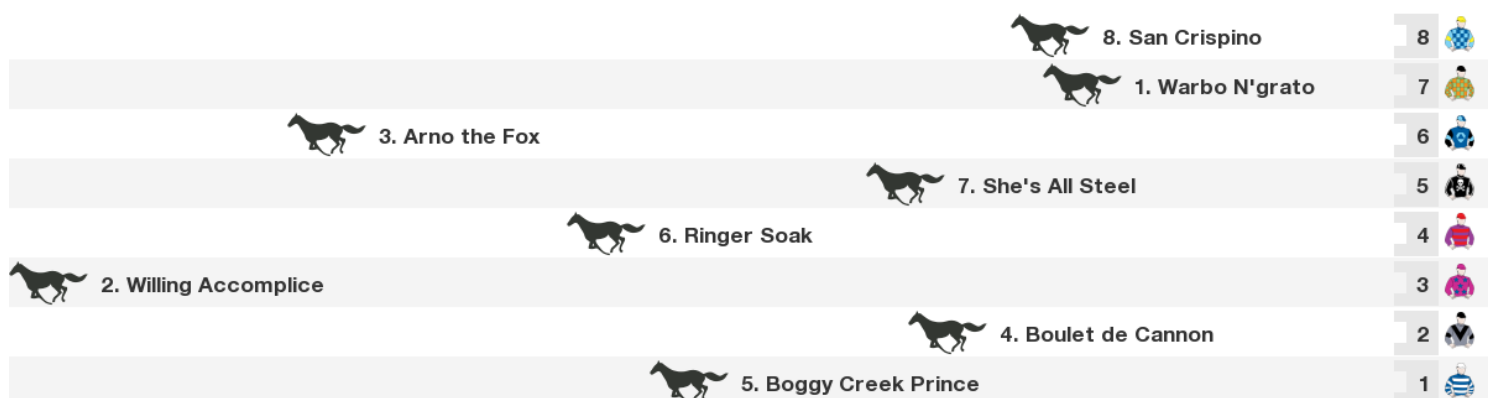 8. San Crispino 8
1. Warbo N'grato 7
3. Arno the Fox 6
7. She's All Steel 5
6. Ringer Soak 4
2. Willing Accomplice 3
4. Boulet de Cannon 2
5. Boggy Creek Prince 1